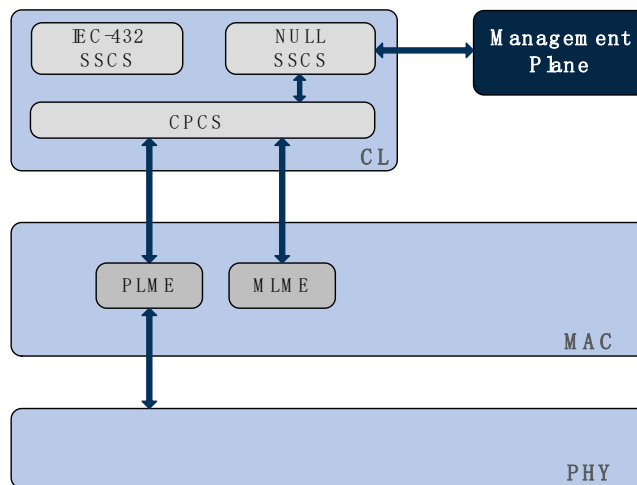 IEC-432
SSCS
NULL
SSCS
Management
Plane
CPCS
CL
PLME
MLME
MAC
PHY